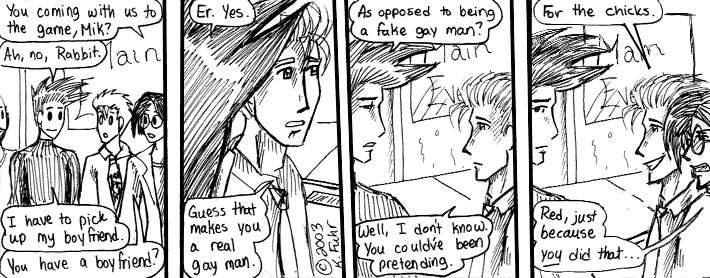 You coming with us to
the game, Mik?
Ah, no, Rabbit.
I have to pick
up my boyfriend.
You have a boyfriend?
Er. Yes.
Guess that
makes you
a real
gay man.
©2003
K. Fuhr
As opposed to being
a fake gay man?
Well, I don't know.
You could've been
pretending.
For the chicks.
Red, just
because
you did that...